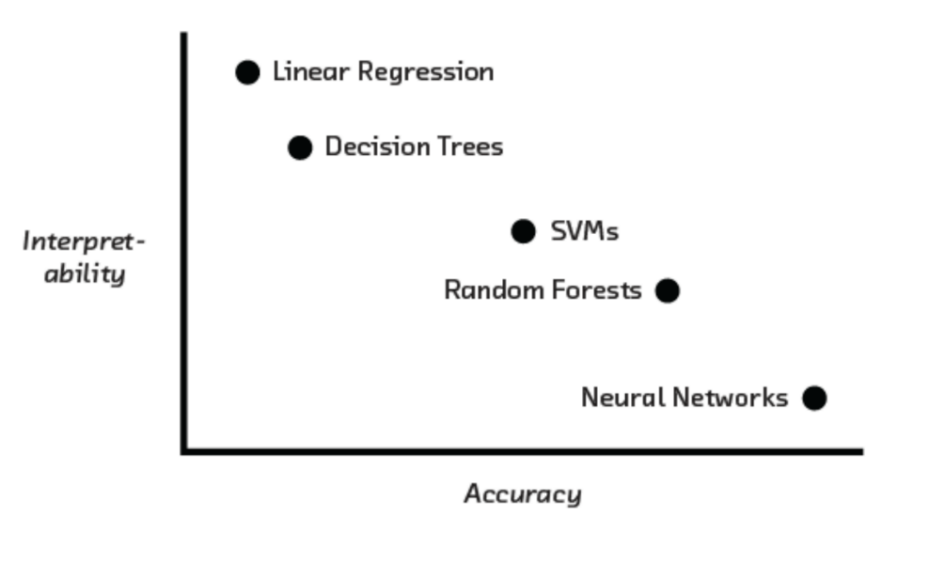 Linear Regression
Decision Trees
SVMs
Interpret-
ability
Random Forests
Neural Networks
Accuracy